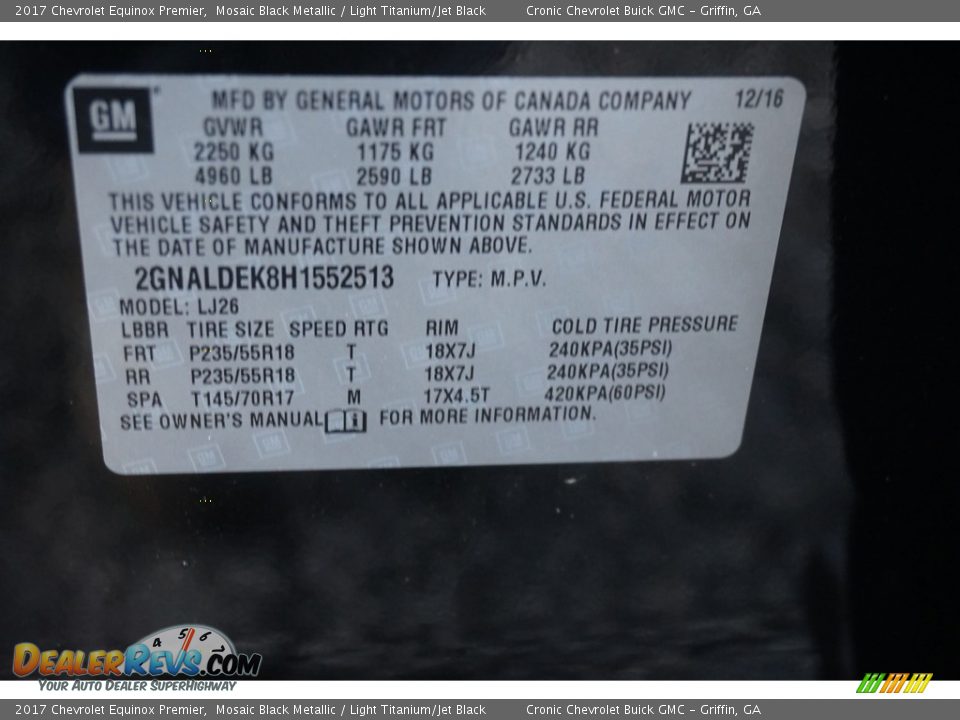 2017 Chevrolet Equinox Premier, Mosaic Black Metallic / Light Titanium/Jet Black Cronic Chevrolet Buick GMC – Griffin, GA
GM MFD BY GENERAL MOTORS OF CANADA COMPANY 12/16
GVWR GAWR FRT GAWR RR
2250 KG 1175 KG 1240 KG
4960 LB 2590 LB 2733 LB
THIS VEHICLE CONFORMS TO ALL APPLICABLE U.S. FEDERAL MOTOR
VEHICLE SAFETY AND THEFT PREVENTION STANDARDS IN EFFECT ON
THE DATE OF MANUFACTURE SHOWN ABOVE.
2GNALDEK8H1552513 TYPE: M.P.V.
MODEL: LJ26
LBBR TIRE SIZE SPEED RTG RIM COLD TIRE PRESSURE
FRT P235/55R18 T 18X7J 240KPA(35PSI)
RR P235/55R18 T 18X7J 240KPA(35PSI)
SPA T145/70R17 M 17X4.5T 420KPA(60PSI)
SEE OWNER'S MANUAL FOR MORE INFORMATION.
4 5 6
DEALERREVS.COM
YOUR AUTO DEALER SUPERHIGHWAY
2017 Chevrolet Equinox Premier, Mosaic Black Metallic / Light Titanium/Jet Black Cronic Chevrolet Buick GMC – Griffin, GA